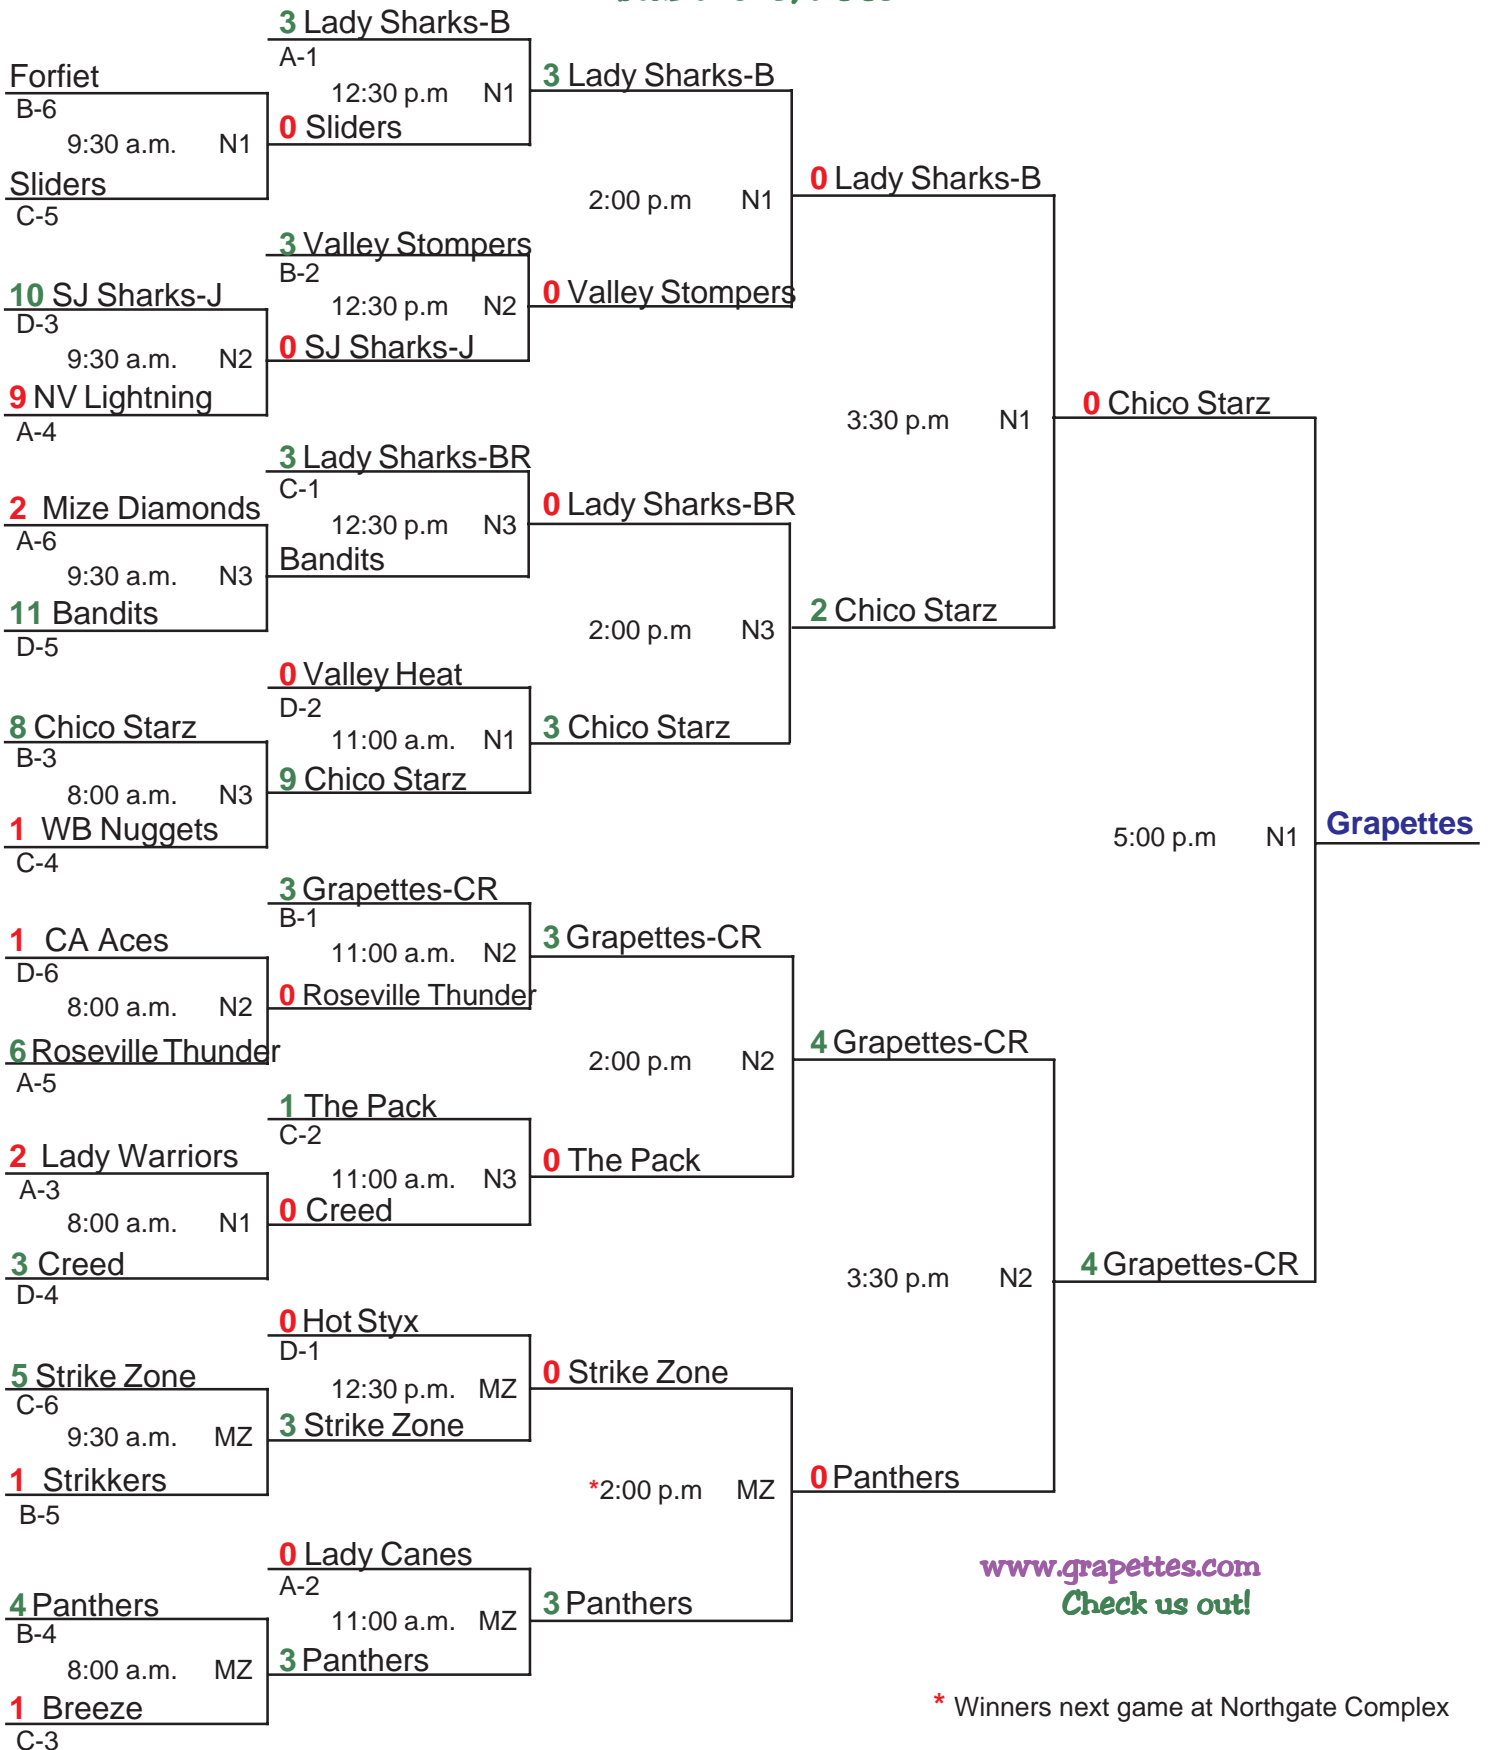 3 Lady Sharks-B
A-1
12:30 p.m N1
Forfiet
B-6
9:30 a.m. N1
0 Sliders
Sliders
C-5
3 Lady Sharks-B
2:00 p.m N1
3 Valley Stompers
B-2
12:30 p.m N2
10 SJ Sharks-J
D-3
9:30 a.m. N2
0 SJ Sharks-J
9 NV Lightning
A-4
0 Valley Stompers
0 Lady Sharks-B
3:30 p.m N1
3 Lady Sharks-BR
C-1
12:30 p.m N3
2 Mize Diamonds
A-6
9:30 a.m. N3
Bandits
11 Bandits
D-5
0 Lady Sharks-BR
2:00 p.m N3
0 Valley Heat
D-2
11:00 a.m. N1
8 Chico Starz
B-3
8:00 a.m. N3
9 Chico Starz
1 WB Nuggets
C-4
3 Chico Starz
2 Chico Starz
0 Chico Starz
5:00 p.m N1
Grapettes
3 Grapettes-CR
B-1
11:00 a.m. N2
1 CA Aces
D-6
8:00 a.m. N2
0 Roseville Thunder
6 Roseville Thunder
A-5
3 Grapettes-CR
2:00 p.m N2
1 The Pack
C-2
11:00 a.m. N3
2 Lady Warriors
A-3
8:00 a.m. N1
0 Creed
3 Creed
D-4
0 The Pack
4 Grapettes-CR
3:30 p.m N2
4 Grapettes-CR
0 Hot Styx
D-1
12:30 p.m. MZ
5 Strike Zone
C-6
9:30 a.m. MZ
3 Strike Zone
1 Strikkers
B-5
0 Strike Zone
*2:00 p.m MZ
0 Panthers
0 Lady Canes
A-2
11:00 a.m. MZ
4 Panthers
B-4
8:00 a.m. MZ
3 Panthers
1 Breeze
C-3
3 Panthers
www.grapettes.com
Check us out!
* Winners next game at Northgate Complex